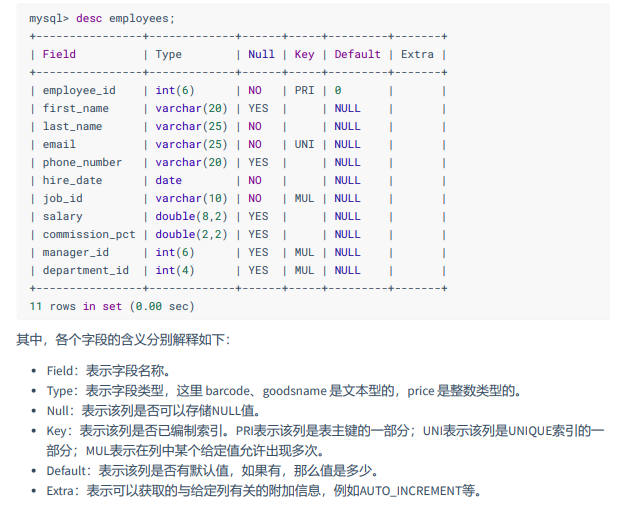 mysql> desc employees;
+----------------+-------------+------+-----+---------+-------+
| Field | Type | Null | Key | Default | Extra |
+----------------+-------------+------+-----+---------+-------+
| employee_id | int(6) | NO | PRI | 0 | |
| first_name | varchar(20) | YES | | NULL | |
| last_name | varchar(25) | NO | | NULL | |
| email | varchar(25) | NO | UNI | NULL | |
| phone_number | varchar(20) | YES | | NULL | |
| hire_date | date | NO | | NULL | |
| job_id | varchar(10) | NO | MUL | NULL | |
| salary | double(8,2) | YES | | NULL | |
| commission_pct | double(2,2) | YES | | NULL | |
| manager_id | int(6) | YES | MUL | NULL | |
| department_id | int(4) | YES | MUL | NULL | |
+----------------+-------------+------+-----+---------+-------+
11 rows in set (0.00 sec)
其中，各个字段的含义分别解释如下：
• Field：表示字段名称。
• Type：表示字段类型，这里 barcode、goodsname 是文本型的，price 是整数类型的。
• Null：表示该列是否可以存储NULL值。
• Key：表示该列是否已编制索引。PRI表示该列是表主键的一部分；UNI表示该列是UNIQUE索引的一
部分；MUL表示在列中某个给定值允许出现多次。
• Default：表示该列是否有默认值，如果有，那么值是多少。
• Extra：表示可以获取的与给定列有关的附加信息，例如AUTO_INCREMENT等。